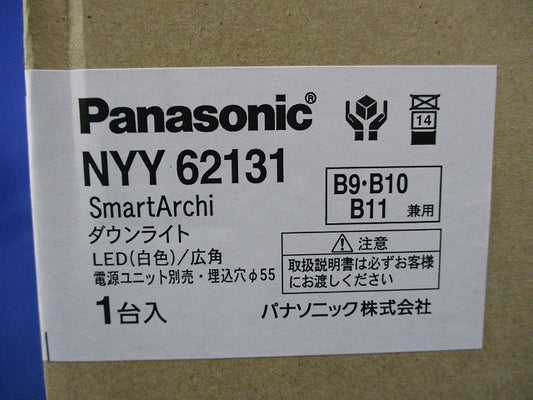 Panasonic®
14
NYY 62131
B9・B10
B11 兼用
SmartArchi
ダウンライト
LED(白色)/広角
電源ユニット別売・埋込穴φ55
注意
取扱説明書は必ずお客様
にお渡しください
1台入
パナソニック株式会社